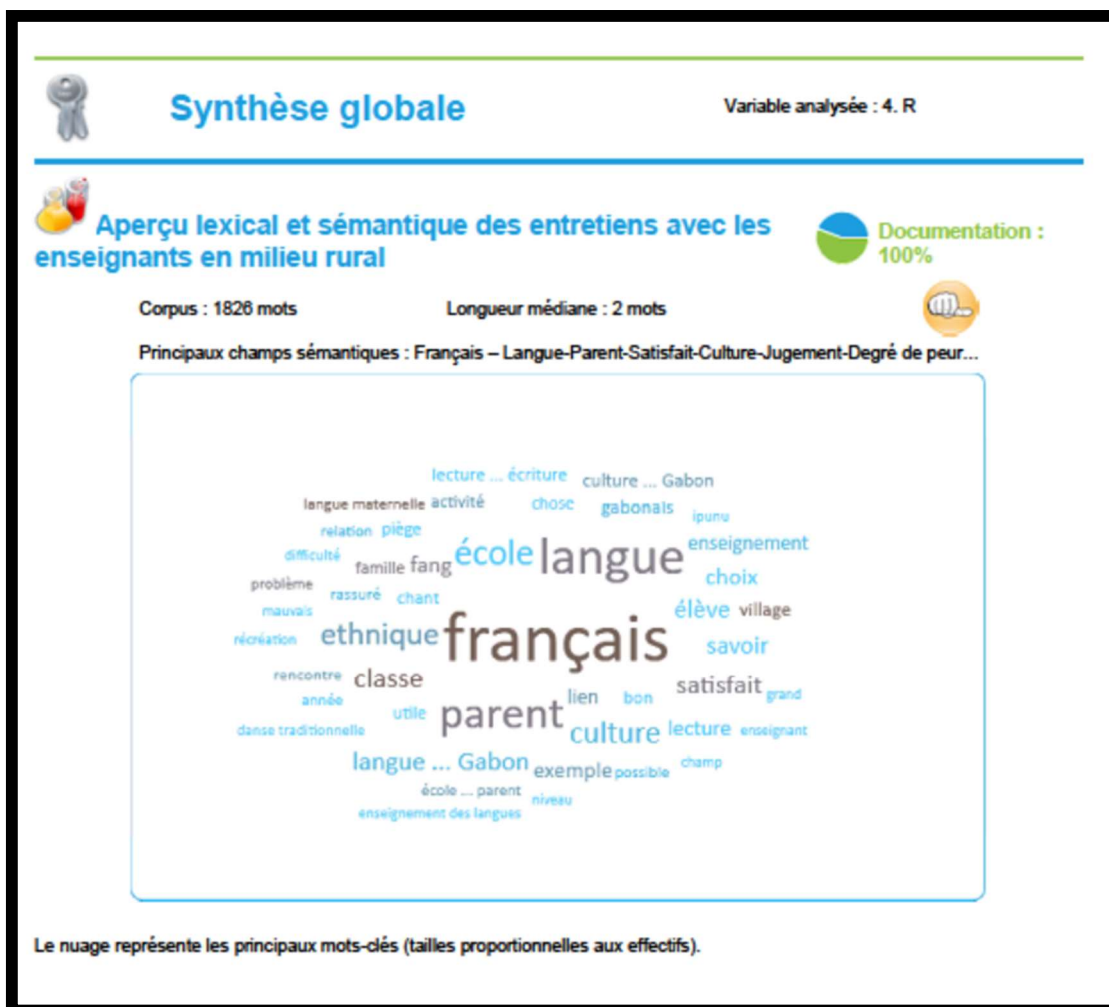 Synthèse globale
Variable analysée : 4. R
Aperçu lexical et sémantique des entretiens avec les
enseignants en milieu rural
Documentation :
100%
Corpus : 1826 mots
Longueur médiane : 2 mots
Principaux champs sémantiques : Français – Langue-Parent-Satisfait-Culture-Jugement-Degré de peur...
lecture ... écriture
culture ... Gabon
langue maternelle
activité
chose
gabonais
ipunu
relation
piège
école
langue
enseignement
difficulté
famille
fang
choix
problème
rassuré
chant
élève
village
mauvais
récréation
ethnique
français
savoir
rencontre
classe
lien
bon
satisfait
grand
année
utile
parent
culture
lecture
enseignant
danse traditionnelle
langue ... Gabon
exemple
possible
champ
école ... parent
niveau
enseignement des langues
Le nuage représente les principaux mots-clés (tailles proportionnelles aux effectifs).